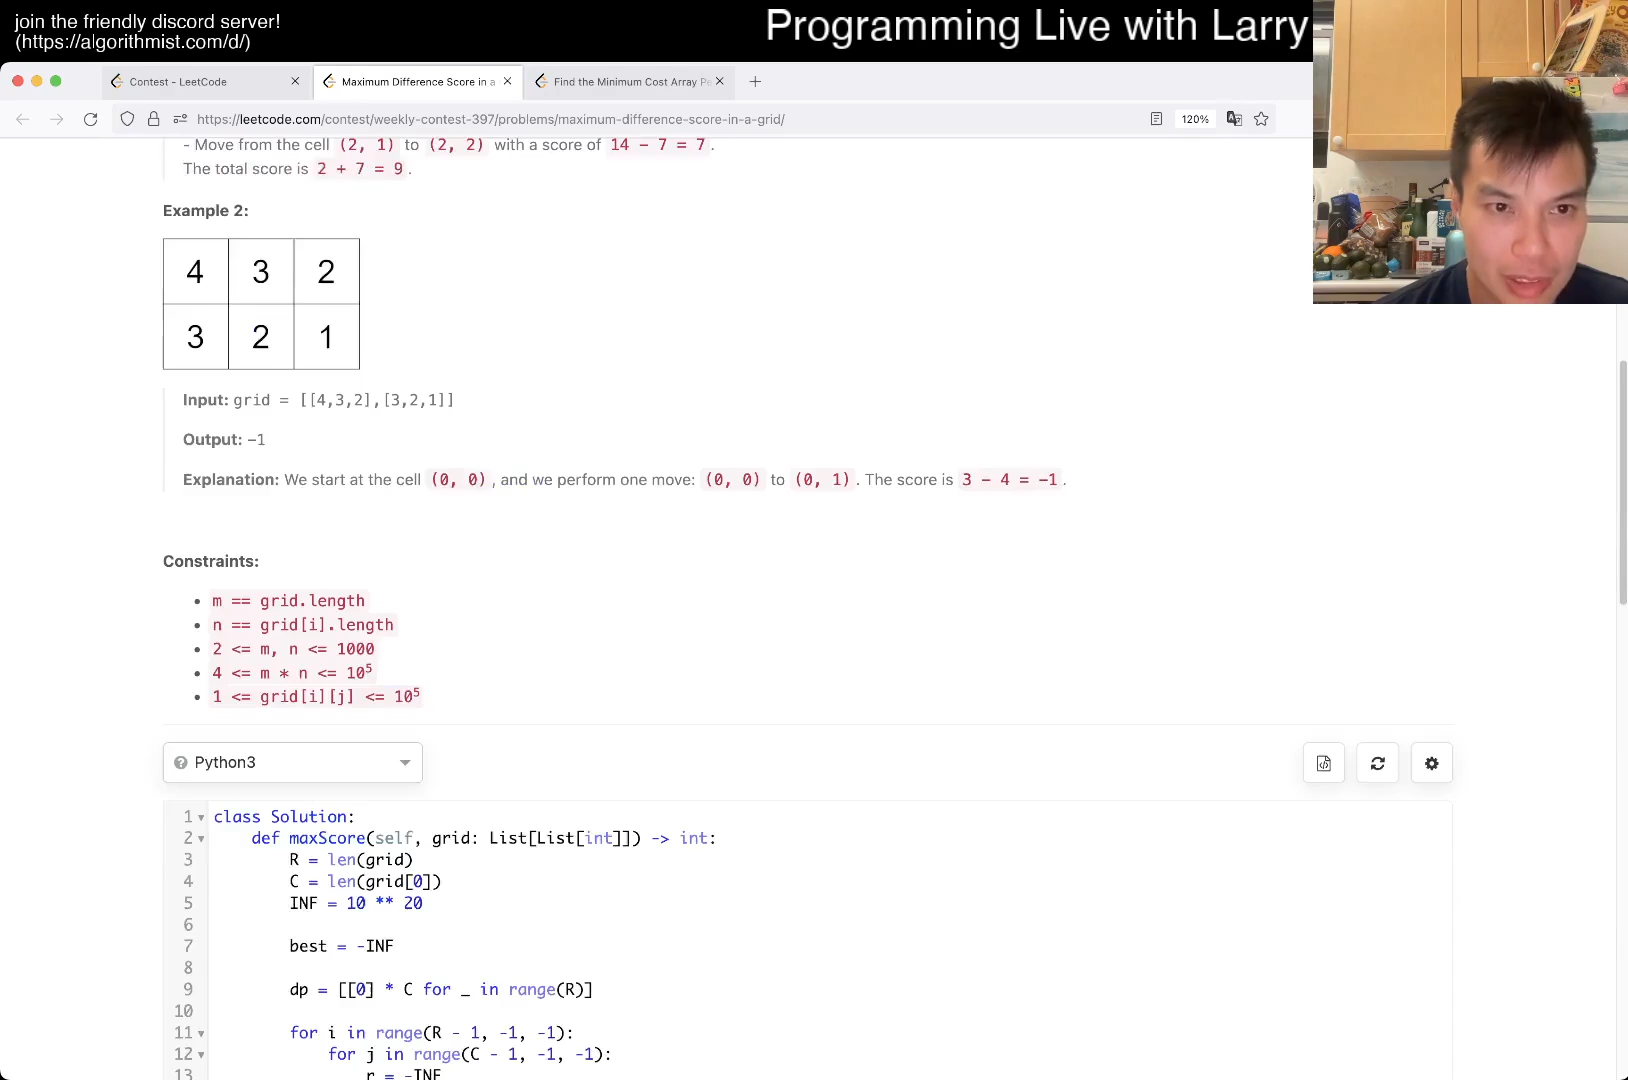 join the friendly discord server!
(https://algorithmist.com/d/)
Programming Live with Larry
Contest - LeetCode
Maximum Difference Score in a
Find the Minimum Cost Array Pe
https://leetcode.com/contest/weekly-contest-397/problems/maximum-difference-score-in-a-grid/
120%
- Move from the cell (2, 1) to (2, 2) with a score of 14 - 7 = 7.
The total score is 2 + 7 = 9.
Example 2:
4 3 2
3 2 1
Input: grid = [[4,3,2],[3,2,1]]
Output: -1
Explanation: We start at the cell (0, 0), and we perform one move: (0, 0) to (0, 1). The score is 3 - 4 = -1.
Constraints:
• m == grid.length
• n == grid[i].length
• 2 <= m, n <= 1000
• 4 <= m * n <= 10⁵
• 1 <= grid[i][j] <= 10⁵
Python3
1 class Solution:
2 def maxScore(self, grid: List[List[int]]) -> int:
3 R = len(grid)
4 C = len(grid[0])
5 INF = 10 ** 20
6
7 best = -INF
8
9 dp = [[0] * C for _ in range(R)]
10
11 for i in range(R - 1, -1, -1):
12 for j in range(C - 1, -1, -1):
13 r = -INF